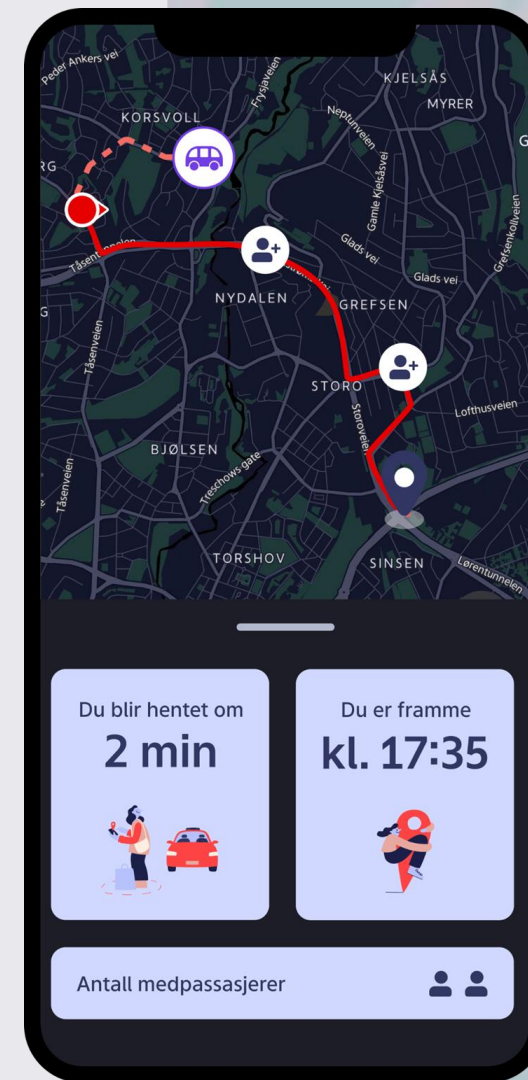 Peder Ankers vei
Frysjaveien
KJELSÅS
MYRER
KORSVOLL
Neptunveien
G
RG
Gamle Kjelsåsvei
Grefsenkollveien
Glads vei
Tåsentunnelen
Glads vei
NYDALEN
GREFSEN
G
Tåsenveien
STORO
Storoveien
Lofthusveien
BJØLSEN
Treschows gate
Tåsenveien
TORSHOV
SINSEN
Lørentunnelen
Du blir hentet om
2 min
Du er framme
kl. 17:35
Antall medpassasjerer